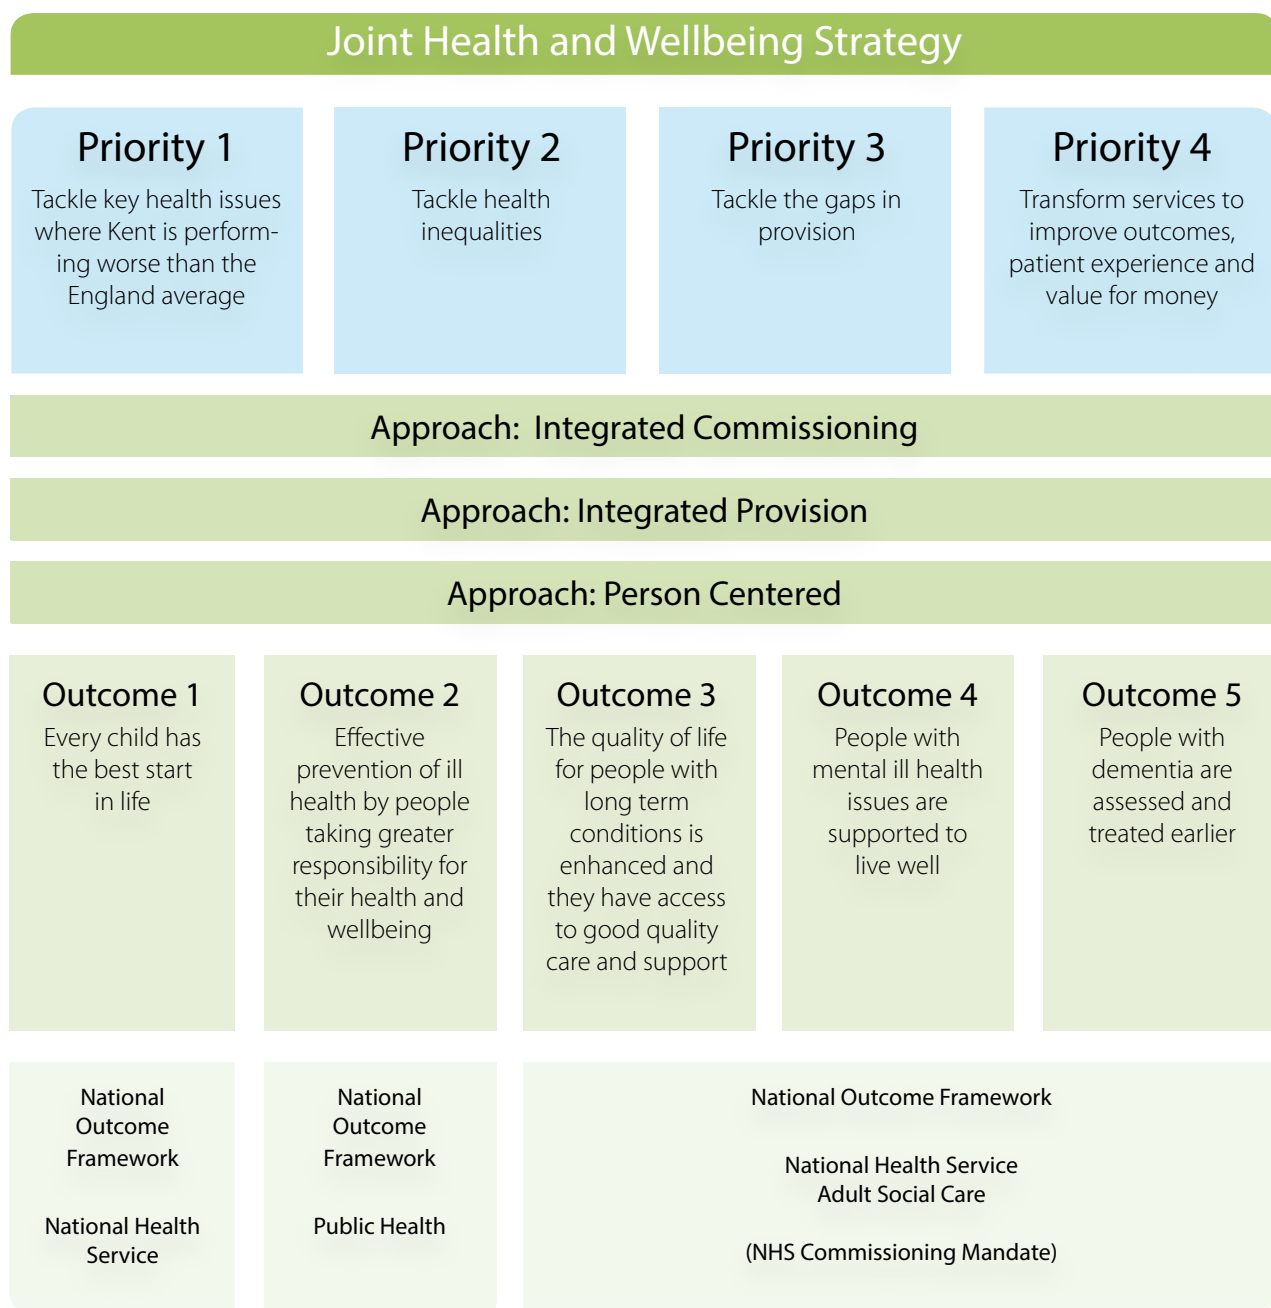 Joint Health and Wellbeing Strategy
Priority 1
Tackle key health issues
where Kent is perform-
ing worse than the
England average
Priority 2
Tackle health
inequalities
Priority 3
Tackle the gaps in
provision
Priority 4
Transform services to
improve outcomes,
patient experience and
value for money
Approach:  Integrated Commissioning
Approach: Integrated Provision
Approach: Person Centered
Outcome 1
Every child has
the best start
in life
Outcome 2
Effective
prevention of ill
health by people
taking greater
responsibility for
their health and
wellbeing
Outcome 3
The quality of life
for people with
long term
conditions is
enhanced and
they have access
to good quality
care and support
Outcome 4
People with
mental ill health
issues are
supported to
live well
Outcome 5
People with
dementia are
assessed and
treated earlier
National
Outcome
Framework
National Health
Service
National
Outcome
Framework
Public Health
National Outcome Framework
National Health Service
Adult Social Care
(NHS Commissioning Mandate)